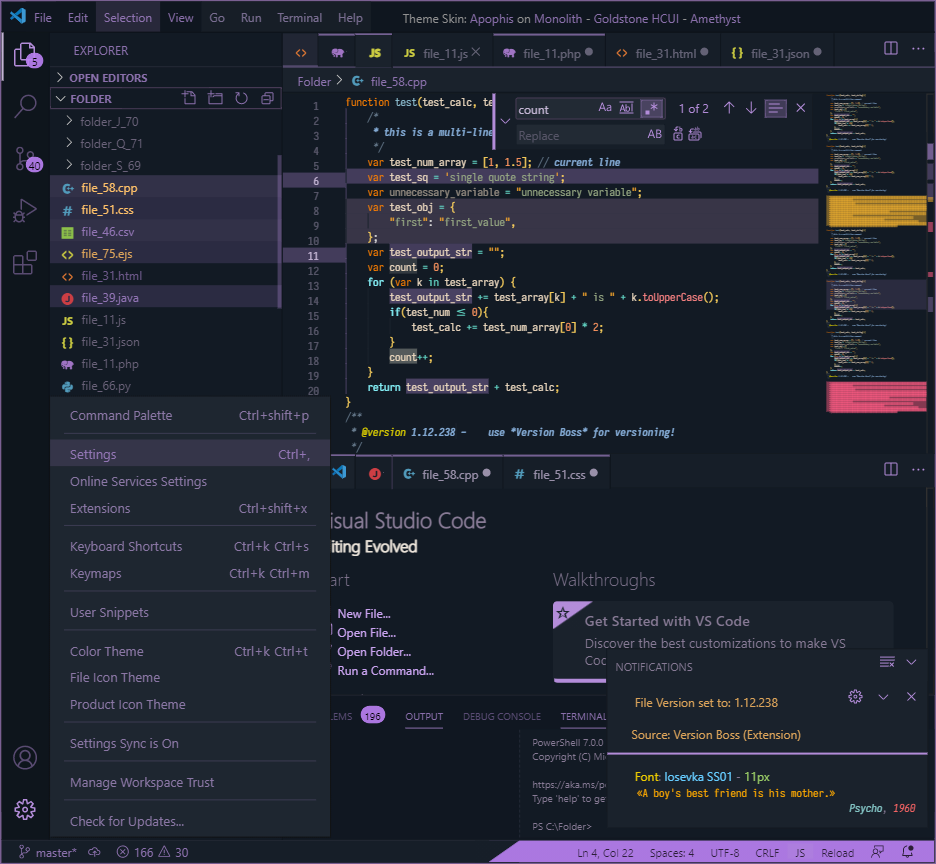 File Edit Selection View Go Run Terminal Help Theme Skin: Apophis on Monolith - Goldstone HCUI - Amethyst
5
40
EXPLORER
OPEN EDITORS
FOLDER
folder_J_70
folder_Q_71
folder_S_69
file_58.cpp
file_51.css
file_46.csv
file_75.ejs
file_31.html
file_39.java
file_11.js
file_31.json
file_11.php
file_66.py
JS JS file_11.js file_11.php file_31.html {} file_31.json
Folder > file_58.cpp
count Aa Abl .* 1 of 2
Replace AB
1 function test(test_calc, te
2 /*
3 * this is a multi-line
4 */
5 var test_num_array = [1, 1.5]; // current line
6 var test_sq = 'single quote string';
7 var unnecessary_variable = "unnecessary variable";
8 var test_obj = {
9 "first": "first_value",
10 };
11 var test_output_str = "";
12 var count = 0;
13 for (var k in test_array) {
14 test_output_str += test_array[k] + " is " + k.toUpperCase();
15 if(test_num ≤ 0){
16 test_calc += test_num_array[0] * 2;
17 }
18 count++;
19 }
20 return test_output_str + test_calc;
}
/**
* @version 1.12.238 - use *Version Boss* for versioning!
*/
Command Palette Ctrl+shift+p
Settings Ctrl+,
Online Services Settings
Extensions Ctrl+shift+x
Keyboard Shortcuts Ctrl+k Ctrl+s
Keymaps Ctrl+k Ctrl+m
User Snippets
Color Theme Ctrl+k Ctrl+t
File Icon Theme
Product Icon Theme
Settings Sync is On
Manage Workspace Trust
Check for Updates...
file_58.cpp # file_51.css
isual Studio Code
iting Evolved
art
New File...
Open File...
Open Folder...
Run a Command...
Walkthroughs
Get Started with VS Code
Discover the best customizations to make VS
Coc
LEMS 196 OUTPUT DEBUG CONSOLE TERMINAL
PowerShell 7.0.0
Copyright (C) Mi
https://aka.ms/p
Type 'help' to ge
PS C:\Folder>
NOTIFICATIONS
File Version set to: 1.12.238
Source: Version Boss (Extension)
Font: Iosevka SS01 - 11px
«A boy's best friend is his mother.»
Psycho, 1960
master* 166 30 Ln 4, Col 22 Spaces: 4 UTF-8 CRLF JS Reload